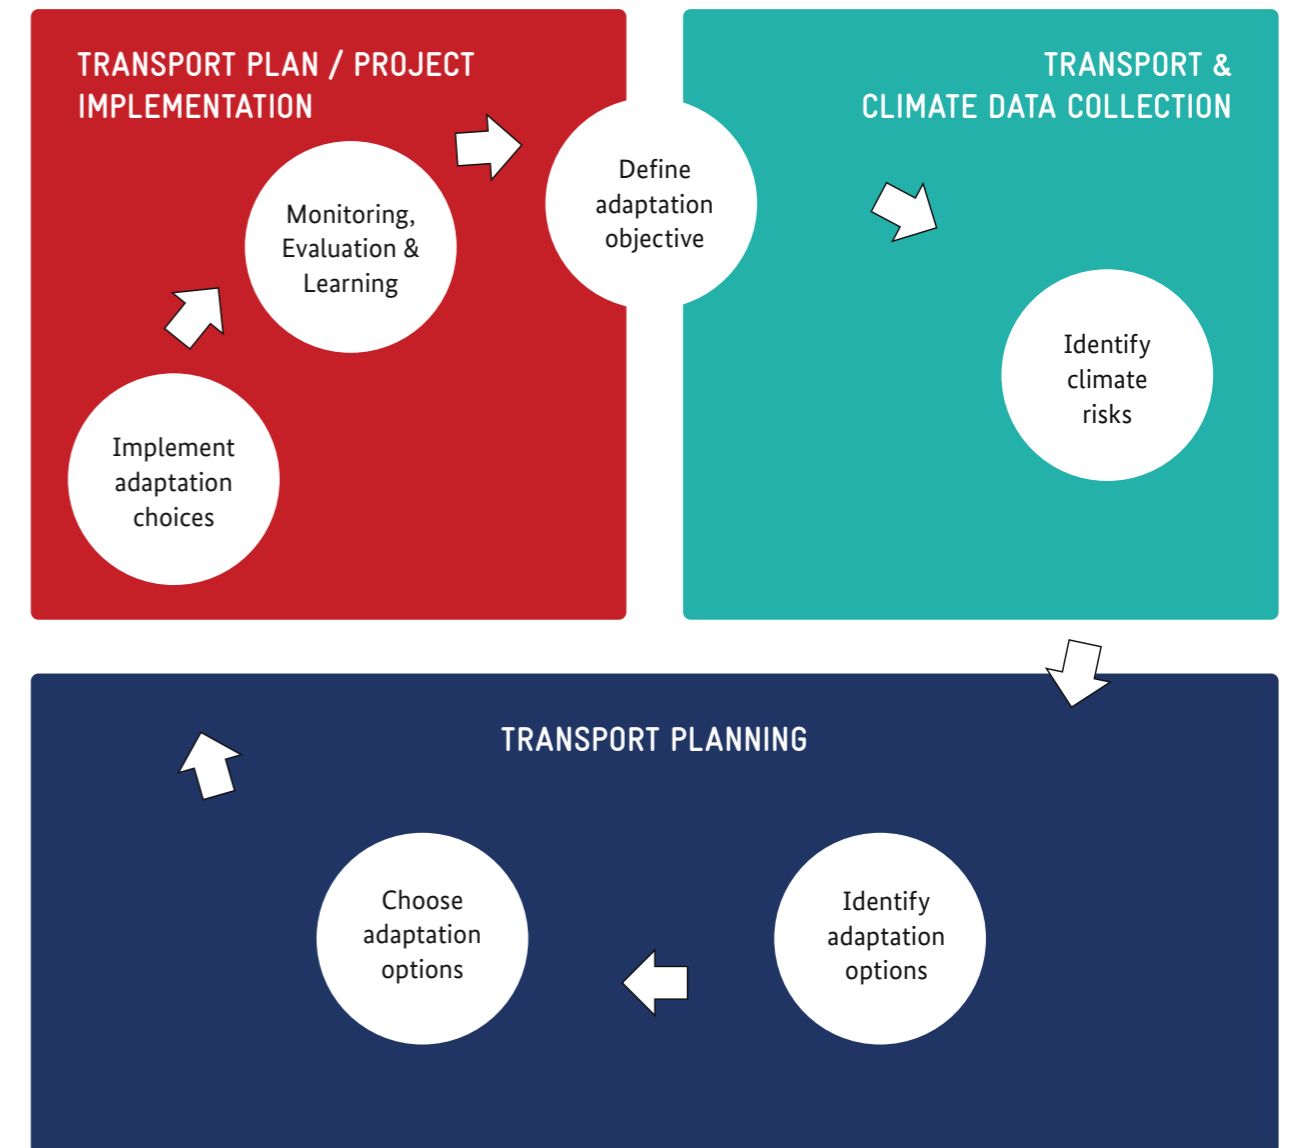 TRANSPORT PLAN / PROJECT
IMPLEMENTATION
TRANSPORT &
CLIMATE DATA COLLECTION
Define
adaptation
objective
Monitoring,
Evaluation &
Learning
Identify
climate
risks
Implement
adaptation
choices
TRANSPORT PLANNING
Choose
adaptation
options
Identify
adaptation
options